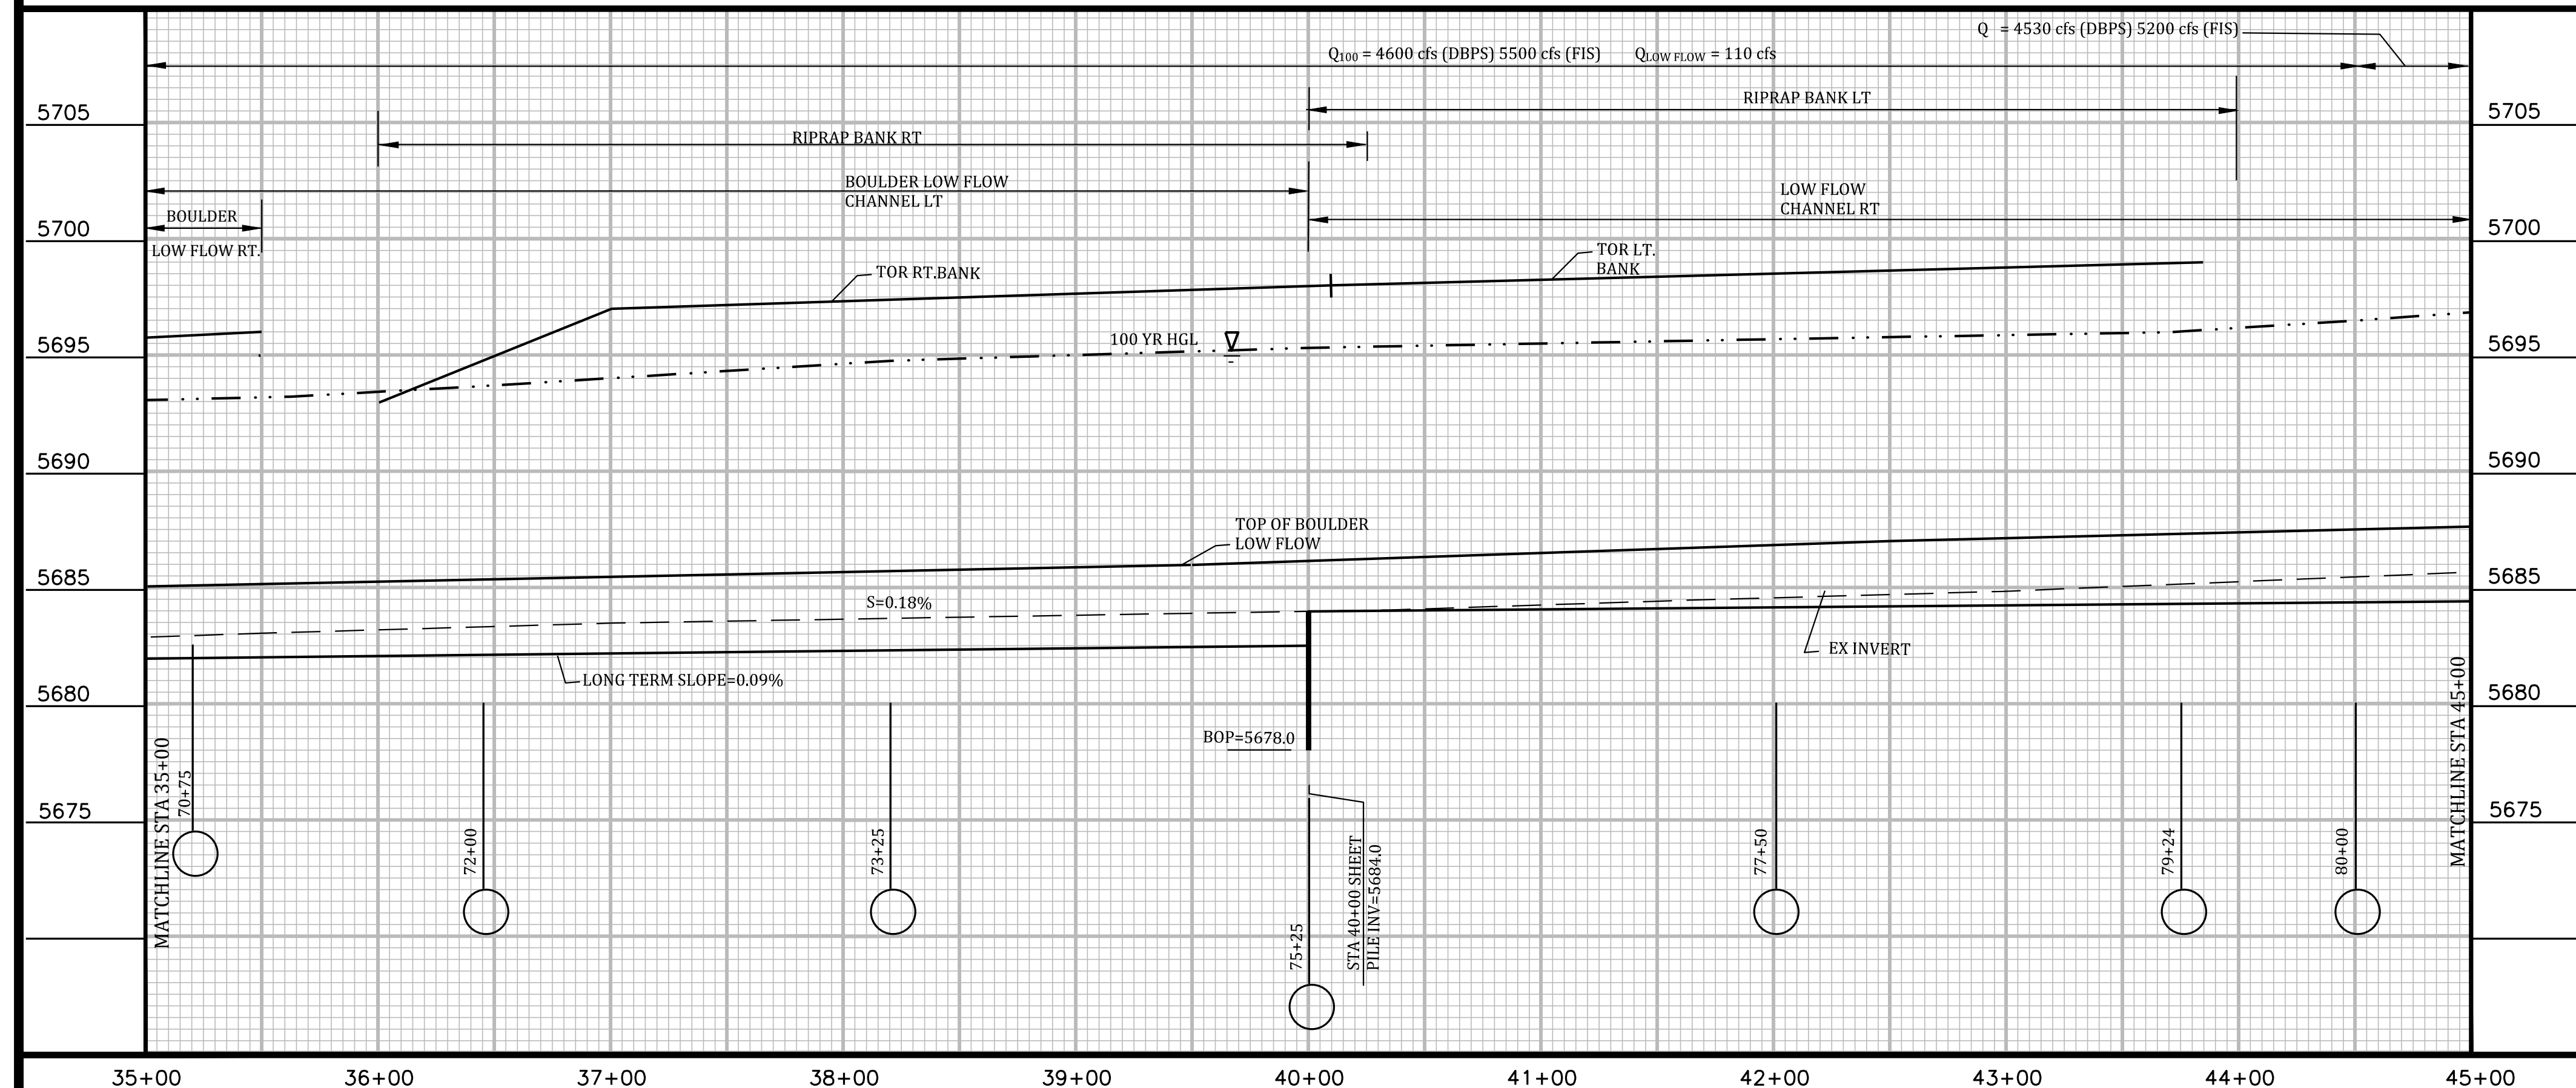 Q = 4530 cfs (DBPS) 5200 cfs (FIS)
Q100 = 4600 cfs (DBPS) 5500 cfs (FIS) QLOW FLOW = 110 cfs
RIPRAP BANK LT
5705
5705
RIPRAP BANK RT
BOULDER LOW FLOW
CHANNEL LT
LOW FLOW
CHANNEL RT
BOULDER
LOW FLOW RT.
5700
5700
TOR RT.BANK
TOR LT.
BANK
100 YR HGL
5695
5695
5690
5690
TOP OF BOULDER
LOW FLOW
5685
5685
S=0.18%
EX INVERT
LONG TERM SLOPE=0.09%
5680
5680
BOP=5678.0
MATCHLINE STA 35+00
70+75
72+00
73+25
75+25
STA 40+00 SHEET
PILE INV=5684.0
77+50
79+24
80+00
MATCHLINE STA 45+00
5675
5675
35+00
36+00
37+00
38+00
39+00
40+00
41+00
42+00
43+00
44+00
45+00